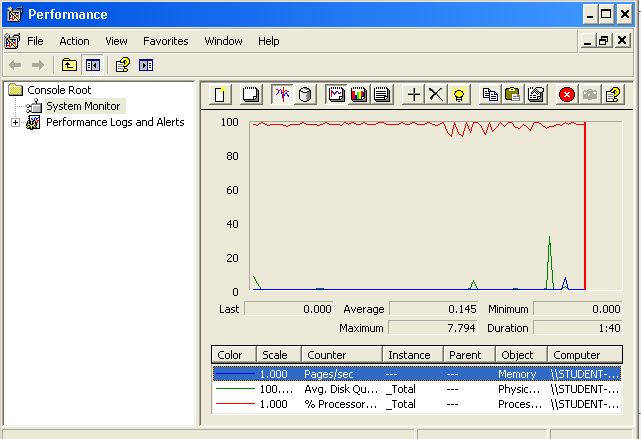 Performance
File Action View Favorites Window Help
Console Root
System Monitor
Performance Logs and Alerts
100
80
60
40
20
0
Last 0.000 Average 0.145 Minimum 0.000
Maximum 7.794 Duration 1:40
Color Scale Counter Instance Parent Object Computer
1.000 Pages/sec --- --- Memory \\STUDENT-...
100.... Avg. Disk Qu... _Total --- Physic... \\STUDENT-...
1.000 % Processor... _Total --- Proces... \\STUDENT-...